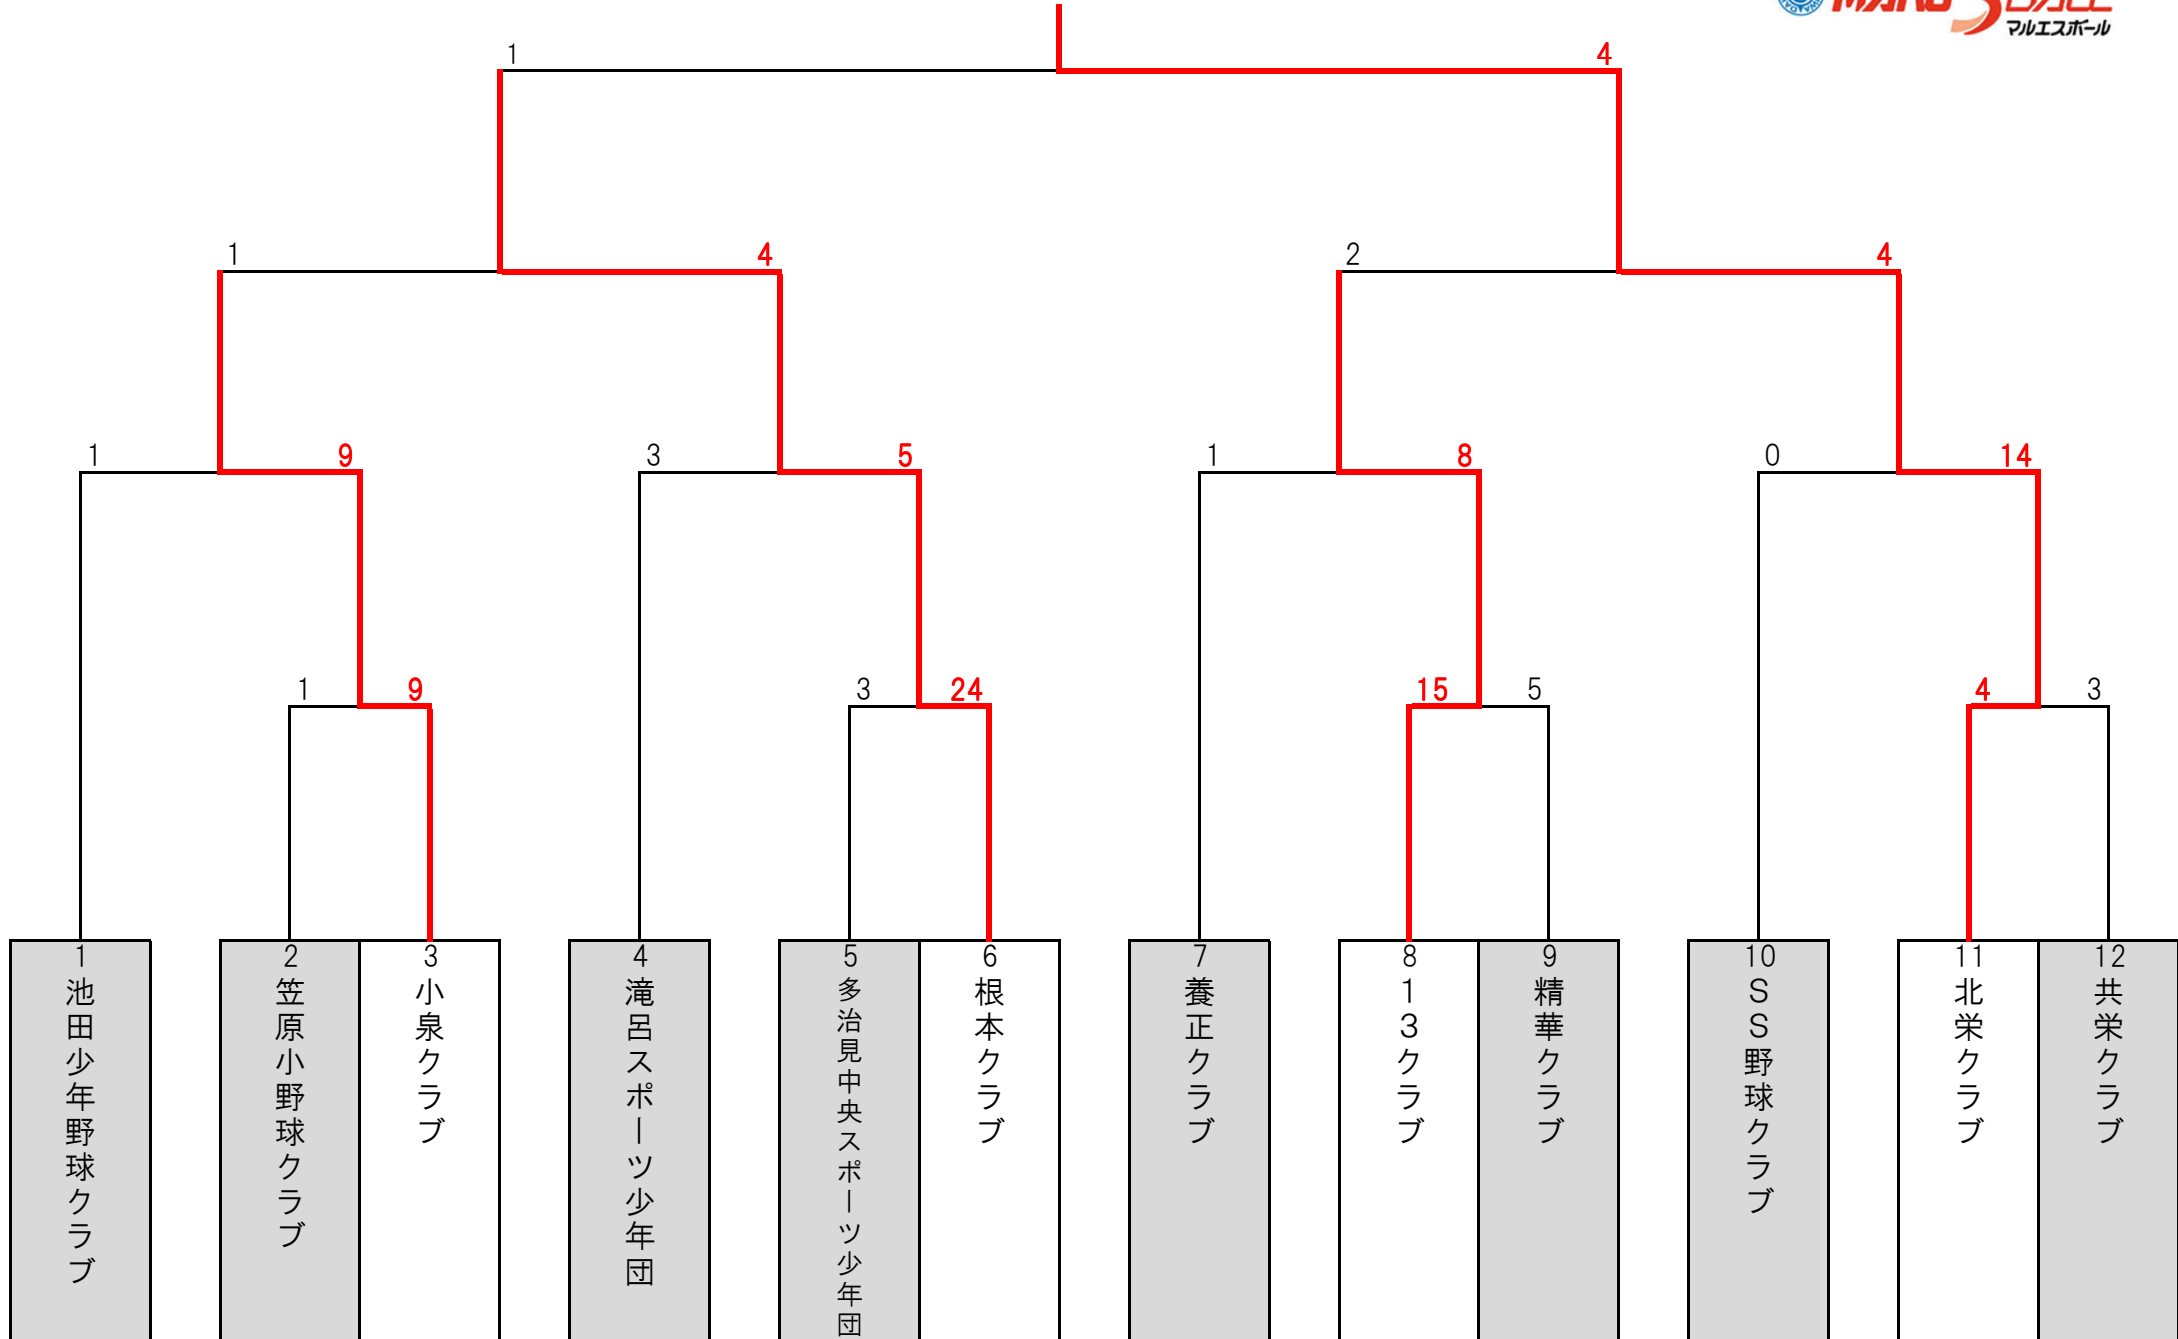 マルエスボール
1 4
1 4 2 4
1 9 3 5 1 8 0 14
1 9 3 24 15 5 4 3
1 池田少年野球クラブ
2 笠原小野球クラブ
3 小泉クラブ
4 滝呂スポーツ少年団
5 多治見中央スポーツ少年団
6 根本クラブ
7 養正クラブ
8 13クラブ
9 精華クラブ
10 SS野球クラブ
11 北栄クラブ
12 共栄クラブ